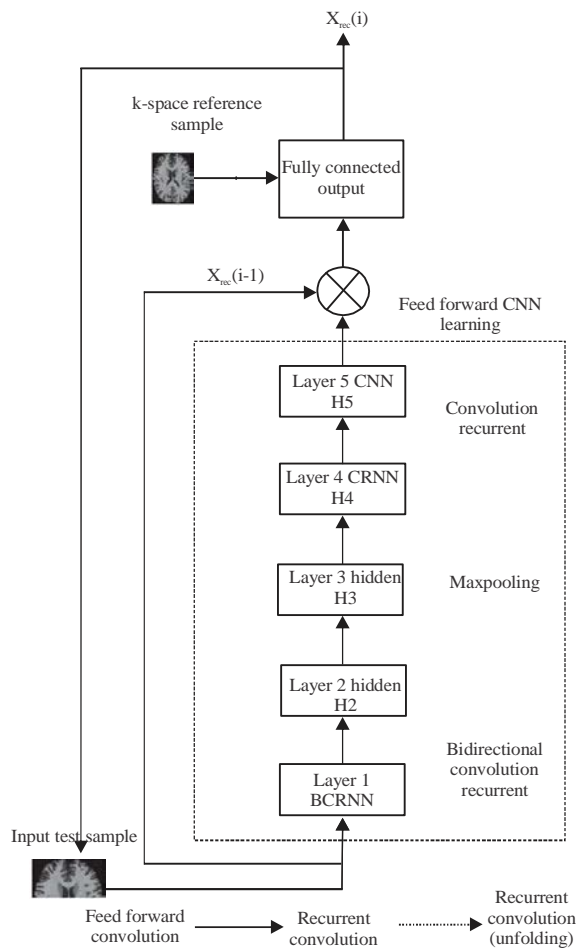 X_rec(i)
k-space reference
sample
Fully connected
output
X_rec(i-1)
Feed forward CNN
learning
Layer 5 CNN
H5
Convolution
recurrent
Layer 4 CRNN
H4
Layer 3 hidden
H3
Maxpooling
Layer 2 hidden
H2
Layer 1
BCRNN
Bidirectional
convolution
recurrent
Input test sample
Feed forward
convolution
Recurrent
convolution
Recurrent
convolution
(unfolding)